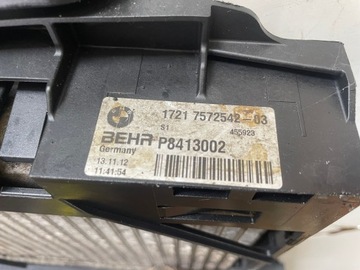 1721 7572542-03
S1 455923
BEHR P8413002
Germany
13.11.12
11:41:54